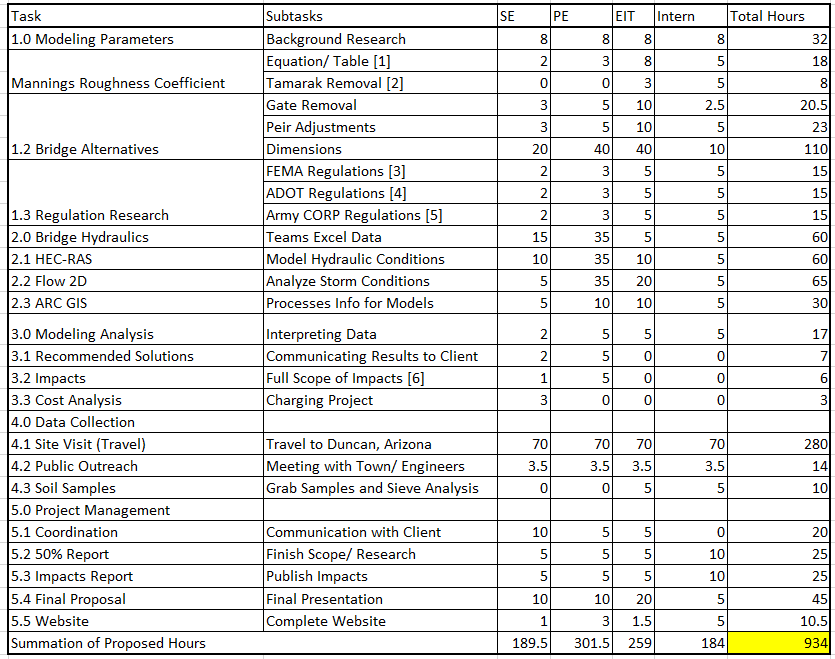 Task Subtasks SE PE EIT Intern Total Hours
1.0 Modeling Parameters Background Research 8 8 8 8 32
Equation/ Table [1] 2 3 8 5 18
Mannings Roughness Coefficient Tamarak Removal [2] 0 0 3 5 8
Gate Removal 3 5 10 2.5 20.5
Peir Adjustments 3 5 10 5 23
1.2 Bridge Alternatives Dimensions 20 40 40 10 110
FEMA Regulations [3] 2 3 5 5 15
ADOT Regulations [4] 2 3 5 5 15
1.3 Regulation Research Army CORP Regulations [5] 2 3 5 5 15
2.0 Bridge Hydraulics Teams Excel Data 15 35 5 5 60
2.1 HEC-RAS Model Hydraulic Conditions 10 35 10 5 60
2.2 Flow 2D Analyze Storm Conditions 5 35 20 5 65
2.3 ARC GIS Processes Info for Models 5 10 10 5 30
3.0 Modeling Analysis Interpreting Data 2 5 5 5 17
3.1 Recommended Solutions Communicating Results to Client 2 5 0 0 7
3.2 Impacts Full Scope of Impacts [6] 1 5 0 0 6
3.3 Cost Analysis Charging Project 3 0 0 0 3
4.0 Data Collection
4.1 Site Visit (Travel) Travel to Duncan, Arizona 70 70 70 70 280
4.2 Public Outreach Meeting with Town/ Engineers 3.5 3.5 3.5 3.5 14
4.3 Soil Samples Grab Samples and Sieve Analysis 0 0 5 5 10
5.0 Project Management
5.1 Coordination Communication with Client 10 5 5 0 20
5.2 50% Report Finish Scope/ Research 5 5 5 10 25
5.3 Impacts Report Publish Impacts 5 5 5 10 25
5.4 Final Proposal Final Presentation 10 10 20 5 45
5.5 Website Complete Website 1 3 1.5 5 10.5
Summation of Proposed Hours 189.5 301.5 259 184 934